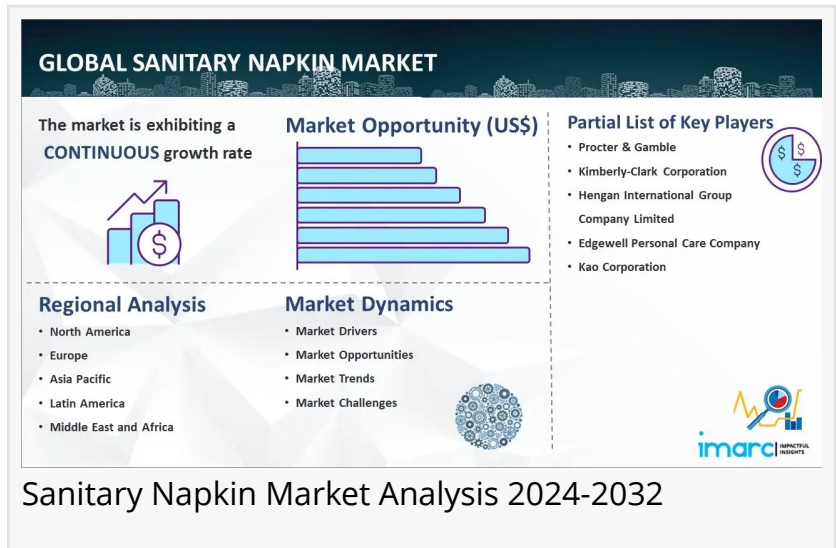 GLOBAL SANITARY NAPKIN MARKET
The market is exhibiting a
CONTINUOUS growth rate
$
Market Opportunity (US$)
Partial List of Key Players
$ $
$
• Procter & Gamble
• Kimberly-Clark Corporation
• Hengan International Group
Company Limited
• Edgewell Personal Care Company
• Kao Corporation
Regional Analysis
• North America
• Europe
• Asia Pacific
• Latin America
• Middle East and Africa
Market Dynamics
• Market Drivers
• Market Opportunities
• Market Trends
• Market Challenges
imarc IMPACTFUL
INSIGHTS
Sanitary Napkin Market Analysis 2024-2032